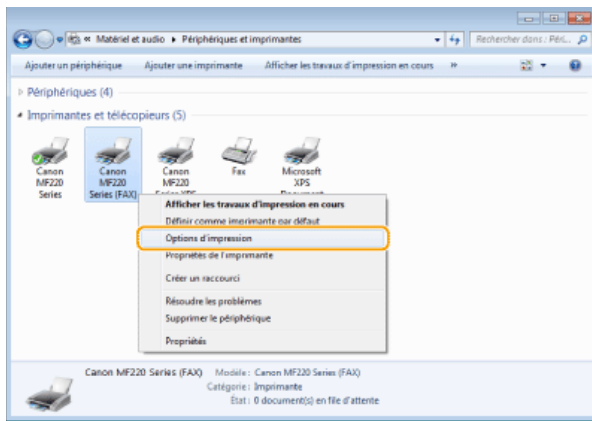 « Matériel et audio ▸ Périphériques et imprimantes
Rechercher dans : Péri...
Ajouter un périphérique Ajouter une imprimante Afficher les travaux d'impression en cours »
Périphériques (4)
Imprimantes et télécopieurs (5)
Canon MF220 Series
Canon MF220 Series (FAX)
Canon MF220 Series XPS
Fax
Microsoft XPS Document
Afficher les travaux d'impression en cours
Définir comme imprimante par défaut
Options d'impression
Propriétés de l'imprimante
Créer un raccourci
Résoudre les problèmes
Supprimer le périphérique
Propriétés
Canon MF220 Series (FAX) Modèle : Canon MF220 Series (FAX)
Catégorie : Imprimante
État : 0 document(s) en file d'attente